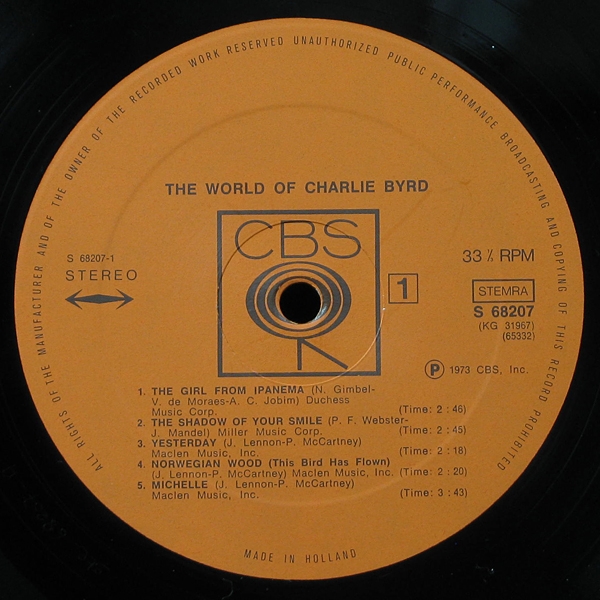 ALL RIGHTS OF THE MANUFACTURER AND OF THE OWNER OF THE RECORDED WORK RESERVED UNAUTHORIZED PUBLIC PERFORMANCE BROADCASTING AND COPYING OF THIS RECORD PROHIBITED
THE WORLD OF CHARLIE BYRD
CBS
S 68207-1
STEREO
1
33 ⅓ RPM
STEMRA
S 68207
(KG 31967)
(65332)
Ⓟ 1973 CBS, Inc.
1. THE GIRL FROM IPANEMA (N. Gimbel-
V. de Moraes-A. C. Jobim) Duchess
Music Corp. (Time: 2 : 46)
2. THE SHADOW OF YOUR SMILE (P. F. Webster-
J. Mandel) Miller Music Corp. (Time: 2 : 45)
3. YESTERDAY (J. Lennon-P. McCartney)
Maclen Music, Inc. (Time: 2 : 18)
4. NORWEGIAN WOOD (This Bird Has Flown)
(J. Lennon-P. McCartney) Maclen Music, Inc. (Time: 2 : 20)
5. MICHELLE (J. Lennon-P. McCartney)
Maclen Music, Inc. (Time: 3 : 43)
MADE IN HOLLAND